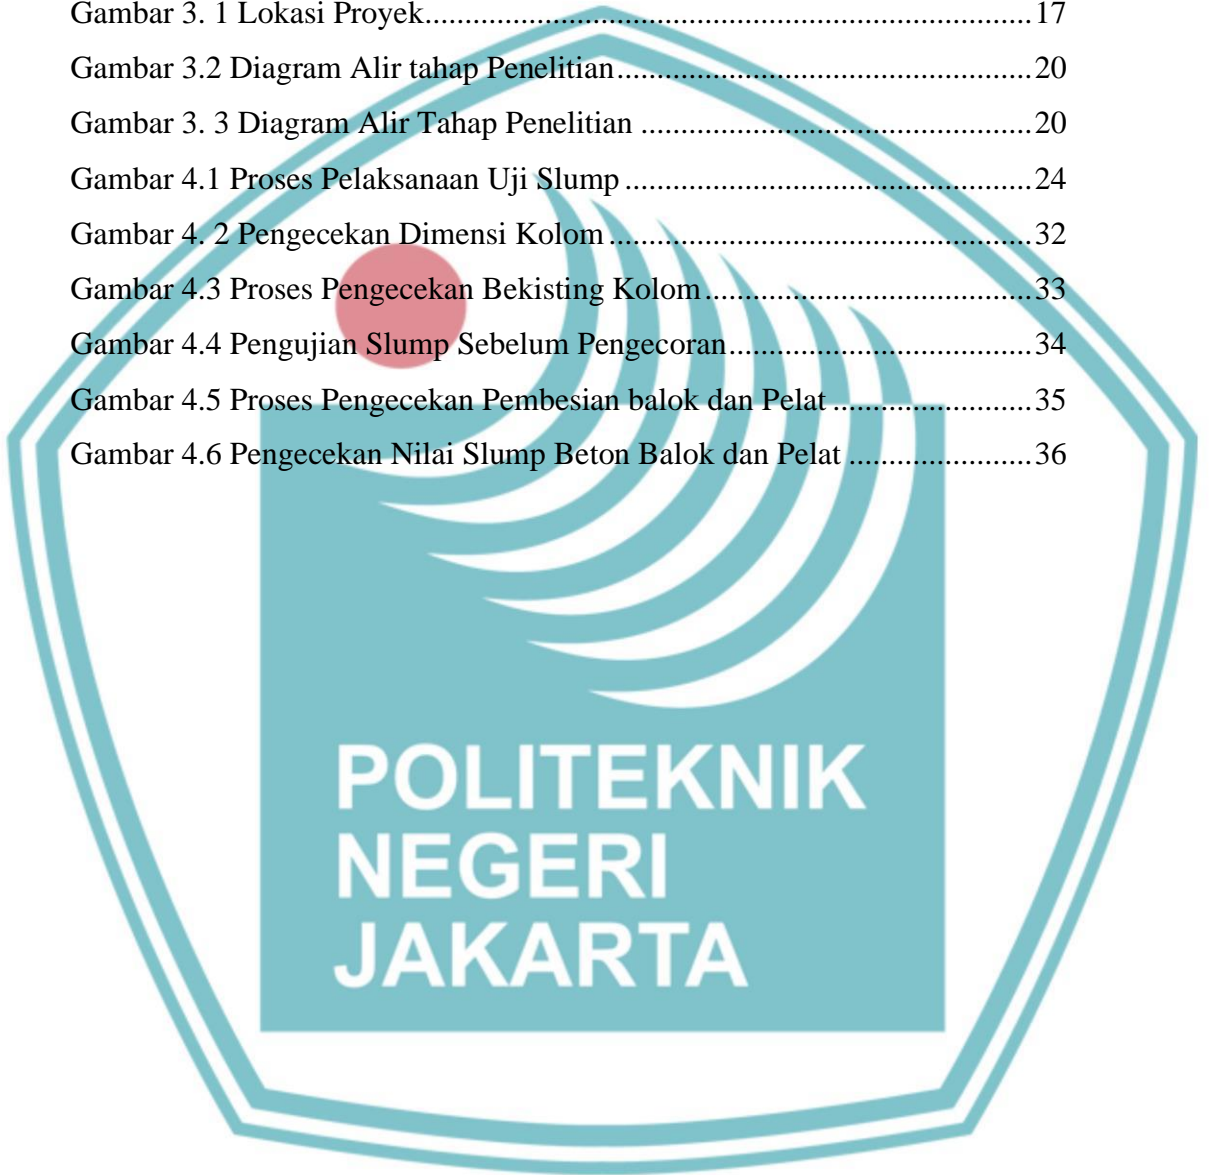 Gambar 3. 1 Lokasi Proyek............................................................................17
Gambar 3.2 Diagram Alir tahap Penelitian....................................................20
Gambar 3. 3 Diagram Alir Tahap Penelitian .................................................20
Gambar 4.1 Proses Pelaksanaan Uji Slump ...................................................24
Gambar 4. 2 Pengecekan Dimensi Kolom .....................................................32
Gambar 4.3 Proses Pengecekan Bekisting Kolom.........................................33
Gambar 4.4 Pengujian Slump Sebelum Pengecoran......................................34
Gambar 4.5 Proses Pengecekan Pembesian balok dan Pelat .........................35
Gambar 4.6 Pengecekan Nilai Slump Beton Balok dan Pelat .......................36
POLITEKNIK
NEGERI
JAKARTA